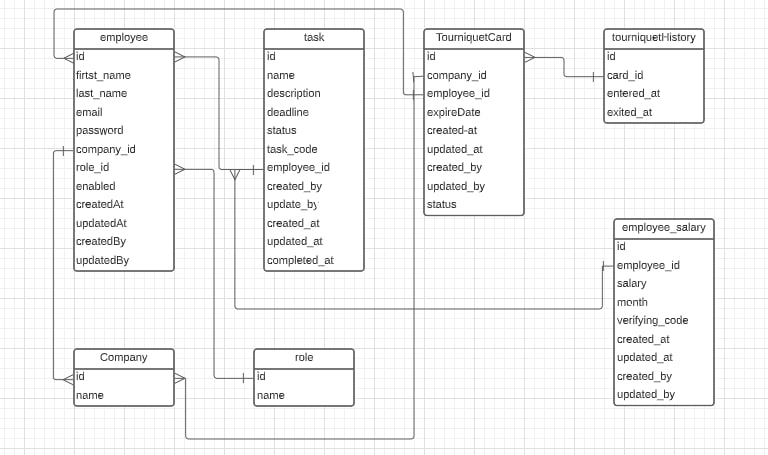 employee
id
firtst_name
last_name
email
password
company_id
role_id
enabled
createdAt
updatedAt
createdBy
updatedBy
task
id
name
description
deadline
status
task_code
employee_id
created_by
update_by
created_at
updated_at
completed_at
TourniquetCard
id
company_id
employee_id
expireDate
created-at
updated_at
created_by
updated_by
status
tourniquetHistory
id
card_id
entered_at
exited_at
employee_salary
id
employee_id
salary
month
verifying_code
created_at
updated_at
created_by
updated_by
Company
id
name
role
id
name